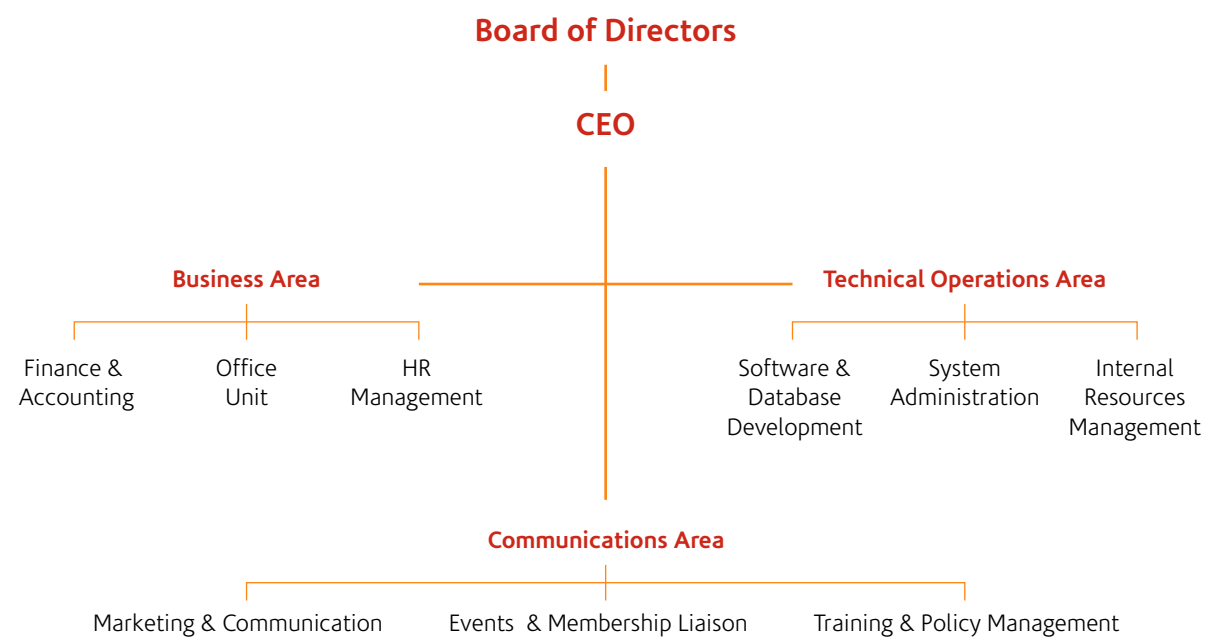 Board of Directors
CEO
Business Area
Technical Operations Area
Finance &
Accounting
Office
Unit
HR
Management
Software &
Database
Development
System
Administration
Internal
Resources
Management
Communications Area
Marketing & Communication
Events & Membership Liaison
Training & Policy Management